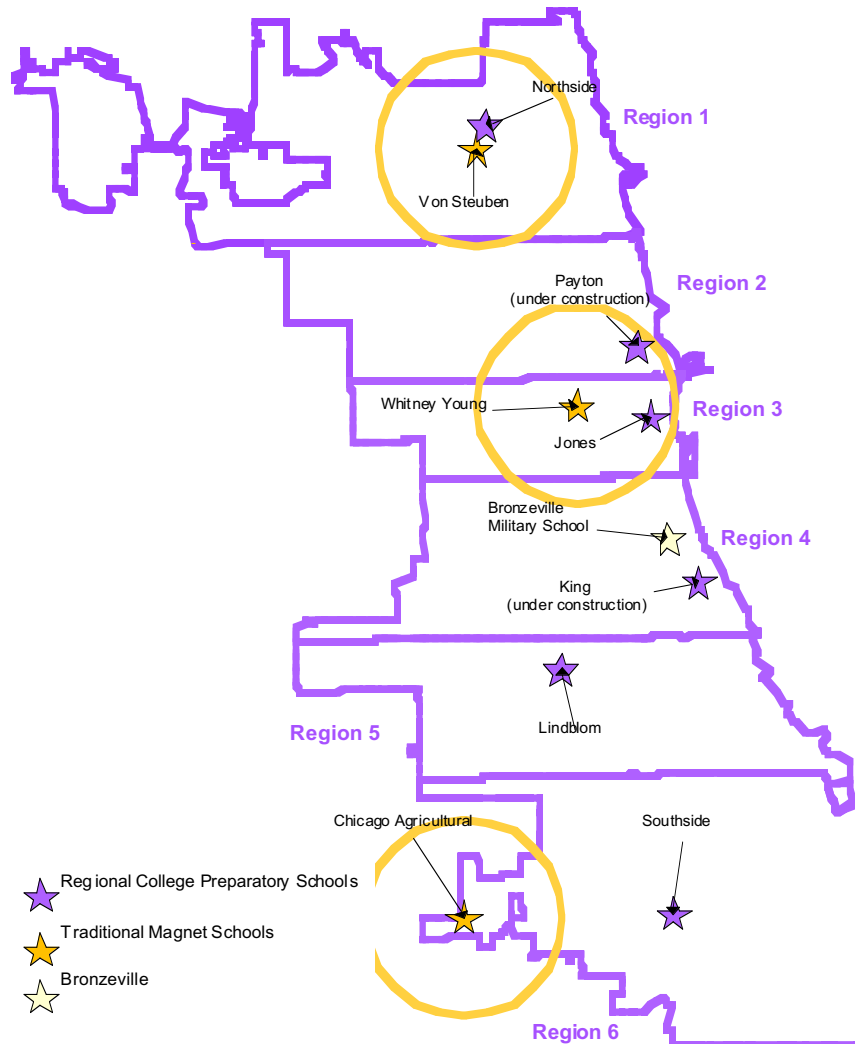 Northside
Region 1
Von Steuben
Payton
(under construction)
Region 2
Whitney Young
Region 3
Jones
Bronzeville
Military School
Region 4
King
(under construction)
Lindblom
Region 5
Chicago Agricultural
Southside
Regional College Preparatory Schools
Traditional Magnet Schools
Bronzeville
Region 6